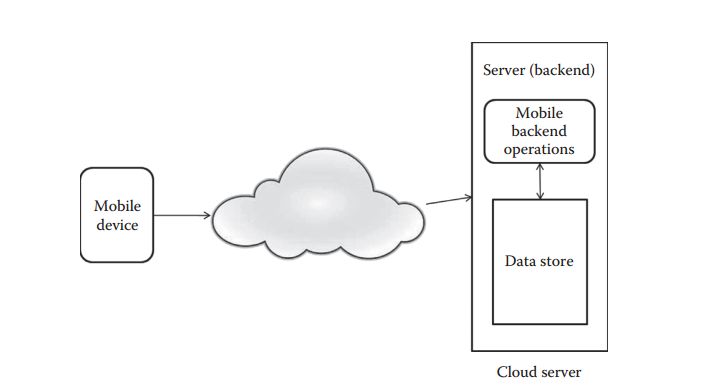 Server (backend)
Mobile
backend
operations
Mobile
device
Data store
Cloud server